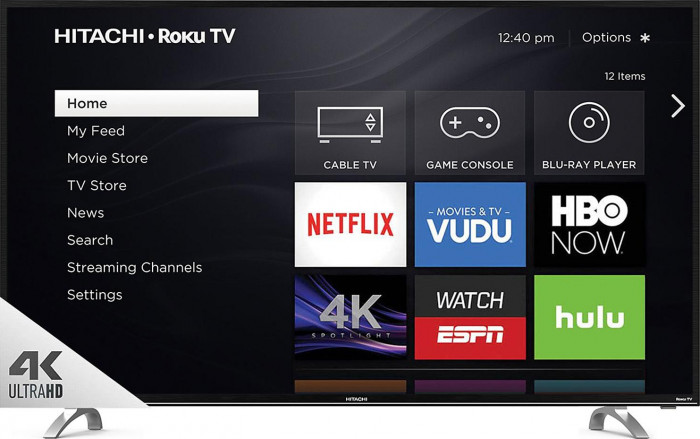 HITACHI • Roku TV
12:40 pm
Options ✱
12 Items
Home
My Feed
Movie Store
TV Store
News
Search
Streaming Channels
Settings
CABLE TV
GAME CONSOLE
BLU-RAY PLAYER
NETFLIX
– MOVIES & TV –
VUDU
HBO
NOW.
4K
SPOTLIGHT
WATCH
ESPN
hulu
4K
ULTRAHD
HITACHI
Roku TV